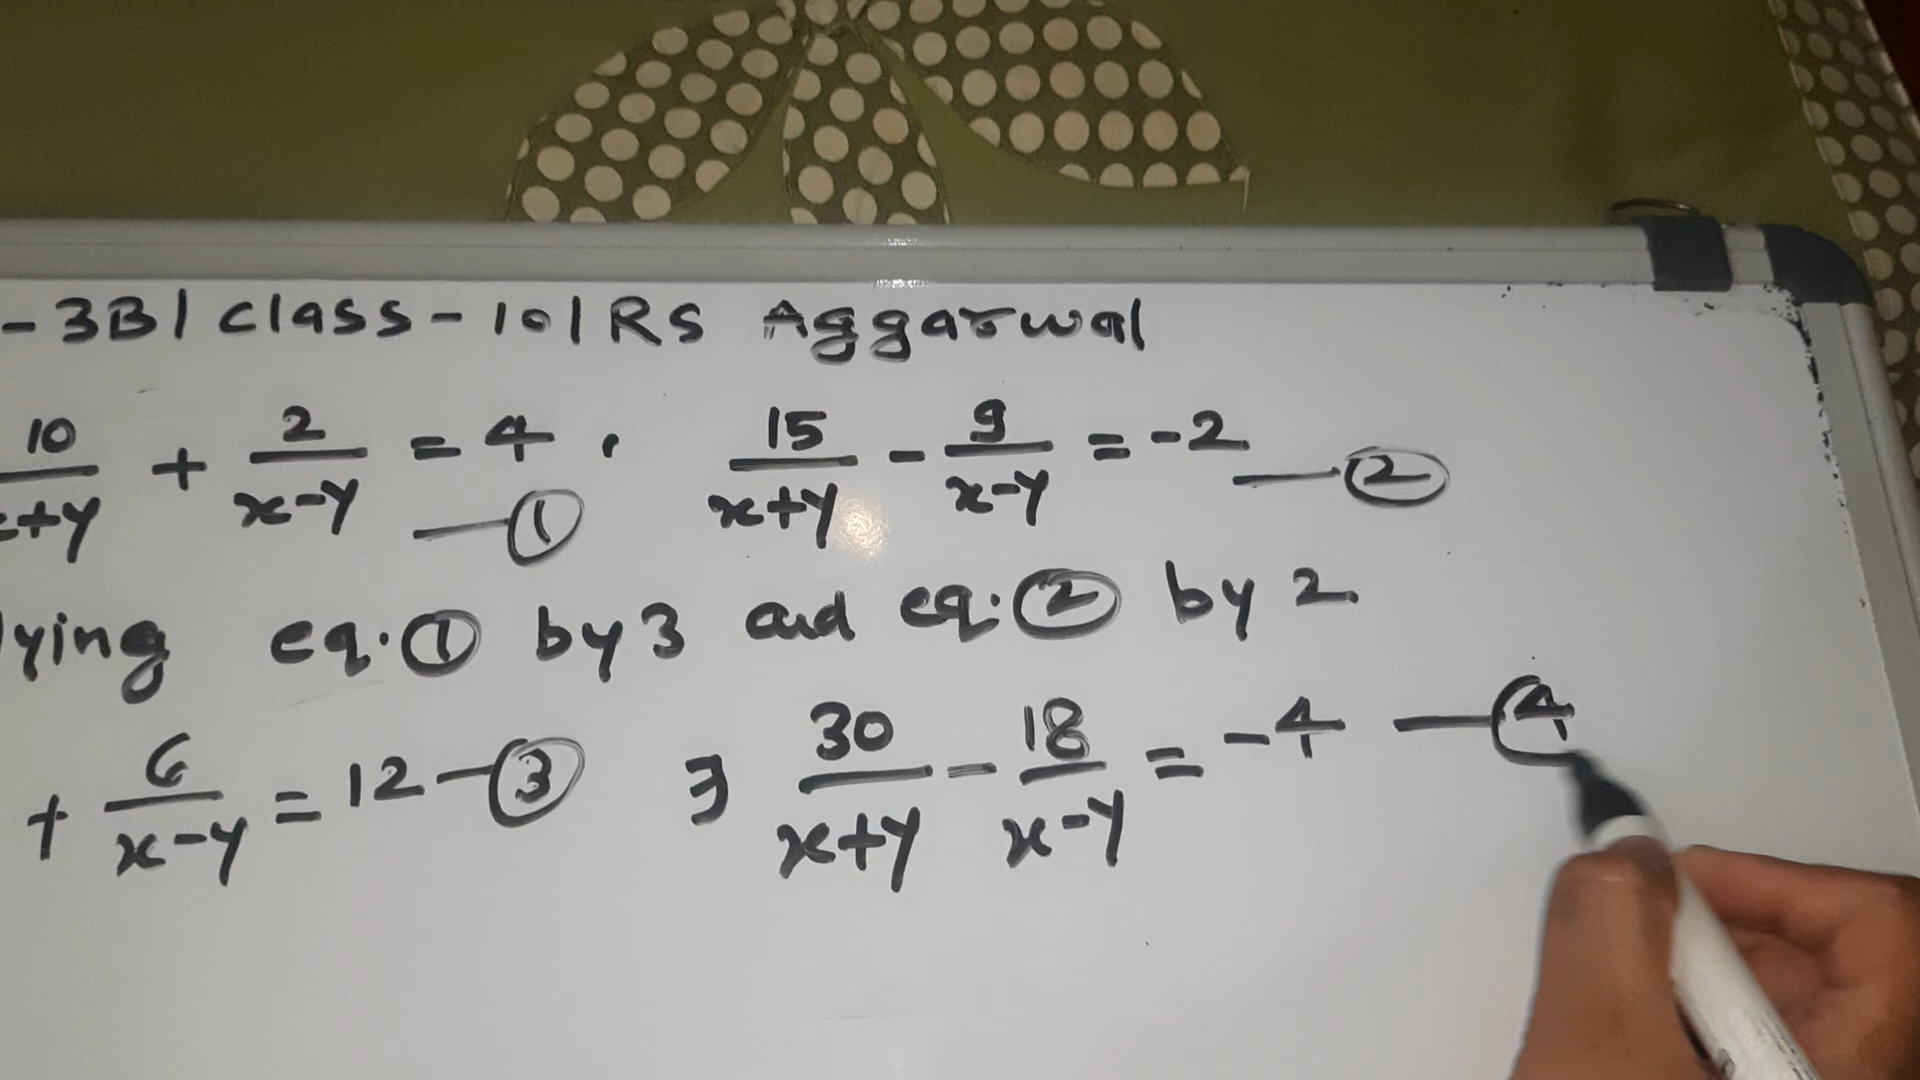 -3B/class-10/RS Aggarwal
10/x+y + 2/x-y = 4, —① 15/x+y - 9/x-y = -2 —②
lying eq.① by 3 and eq.② by 2.
+ 6/x-y = 12 —③ ∃ 30/x+y - 18/x-y = -4 —④